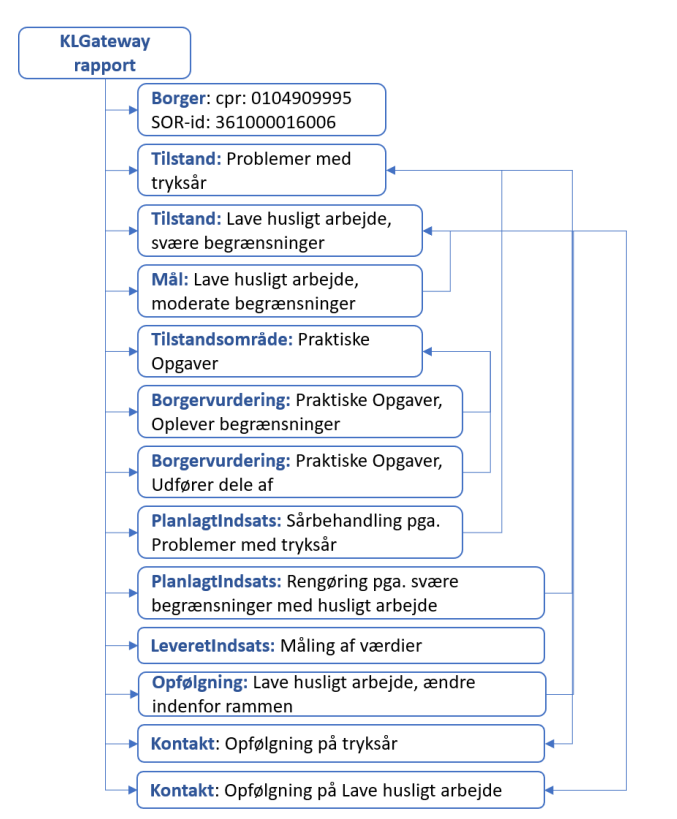 KLGateway
rapport
Borger: cpr: 0104909995
SOR-id: 361000016006
Tilstand: Problemer med
tryksår
Tilstand: Lave husligt arbejde,
svære begrænsninger
Mål: Lave husligt arbejde,
moderate begrænsninger
Tilstandsområde: Praktiske
Opgaver
Borgervurdering: Praktiske Opgaver,
Oplever begrænsninger
Borgervurdering: Praktiske Opgaver,
Udfører dele af
PlanlagtIndsats: Sårbehandling pga.
Problemer med tryksår
PlanlagtIndsats: Rengøring pga. svære
begrænsninger med husligt arbejde
LeveretIndsats: Måling af værdier
Opfølgning: Lave husligt arbejde, ændre
indenfor rammen
Kontakt: Opfølgning på tryksår
Kontakt: Opfølgning på Lave husligt arbejde